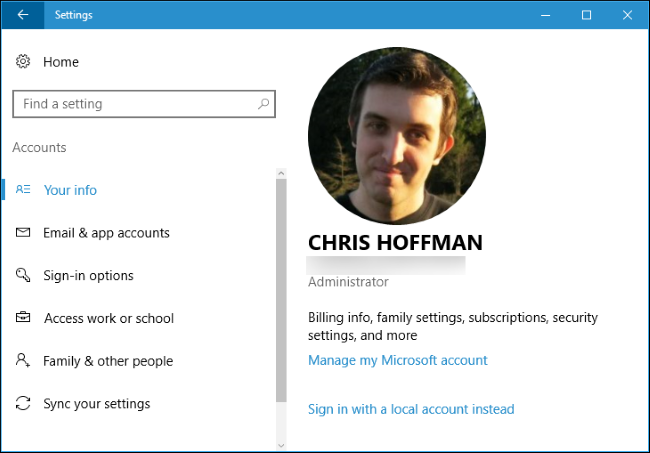 Settings
Home
Find a setting
Accounts
Your info
Email & app accounts
Sign-in options
Access work or school
Family & other people
Sync your settings
CHRIS HOFFMAN
Administrator
Billing info, family settings, subscriptions, security
settings, and more
Manage my Microsoft account
Sign in with a local account instead